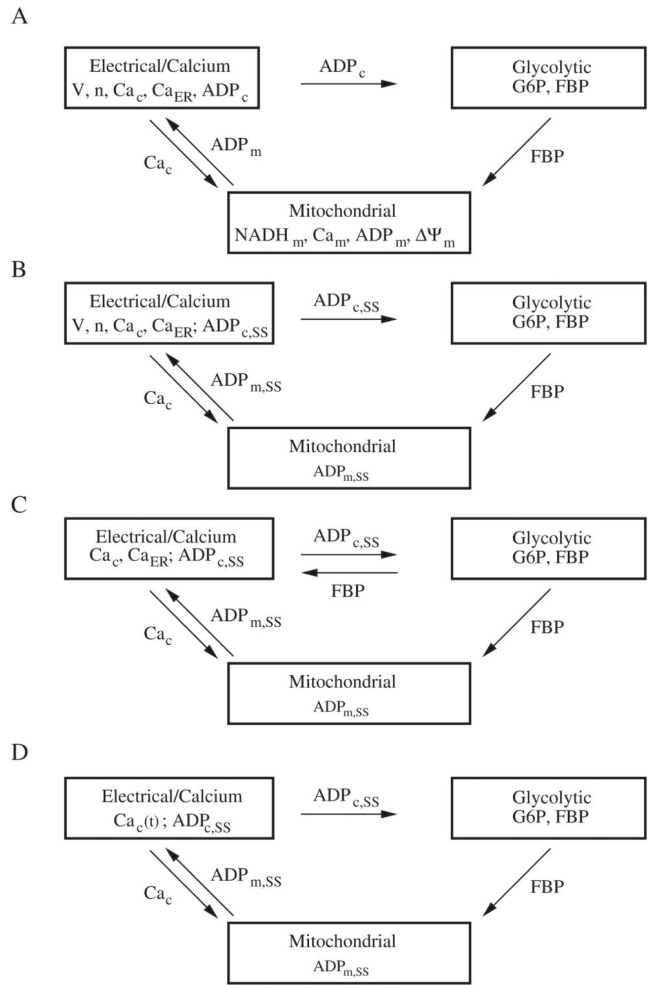 A
Electrical/Calcium
V, n, Ca_c, Ca_ER, ADP_c
ADP_c
Glycolytic
G6P, FBP
Ca_c
ADP_m
FBP
Mitochondrial
NADH_m, Ca_m, ADP_m, ΔΨ_m
B
Electrical/Calcium
V, n, Ca_c, Ca_ER; ADP_c,SS
ADP_c,SS
Glycolytic
G6P, FBP
Ca_c
ADP_m,SS
FBP
Mitochondrial
ADP_m,SS
C
Electrical/Calcium
Ca_c, Ca_ER; ADP_c,SS
ADP_c,SS
FBP
Glycolytic
G6P, FBP
Ca_c
ADP_m,SS
FBP
Mitochondrial
ADP_m,SS
D
Electrical/Calcium
Ca_c(t); ADP_c,SS
ADP_c,SS
Glycolytic
G6P, FBP
Ca_c
ADP_m,SS
FBP
Mitochondrial
ADP_m,SS